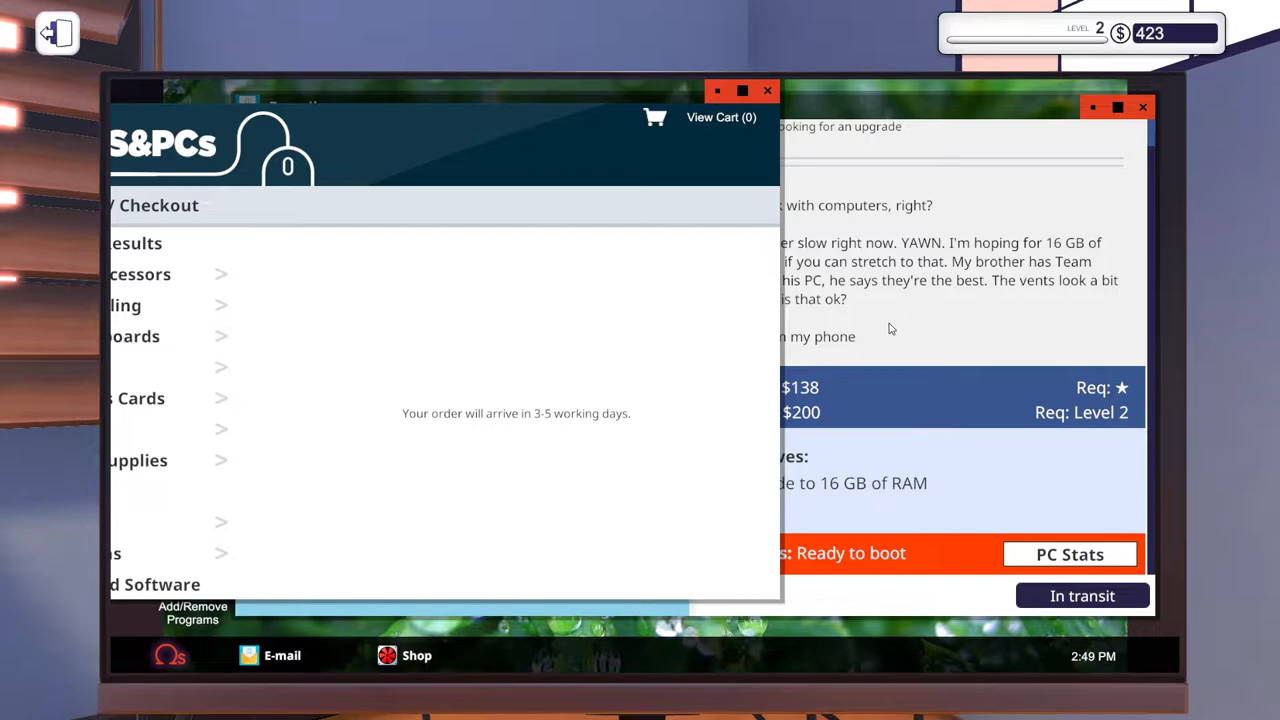 LEVEL 2 $ 423
View Cart (0)
S&PCs
/ Checkout
esults
cessors >
ling >
oards >
>
s Cards >
>
upplies >
>
ns >
d Software
Your order will arrive in 3-5 working days.
ooking for an upgrade
with computers, right?
er slow right now. YAWN. I'm hoping for 16 GB of
if you can stretch to that. My brother has Team
his PC, he says they're the best. The vents look a bit
is that ok?
m my phone
$138 Req: ★
$200 Req: Level 2
ves:
de to 16 GB of RAM
s: Ready to boot PC Stats
In transit
Add/Remove
Programs
Ωs E-mail Shop 2:49 PM